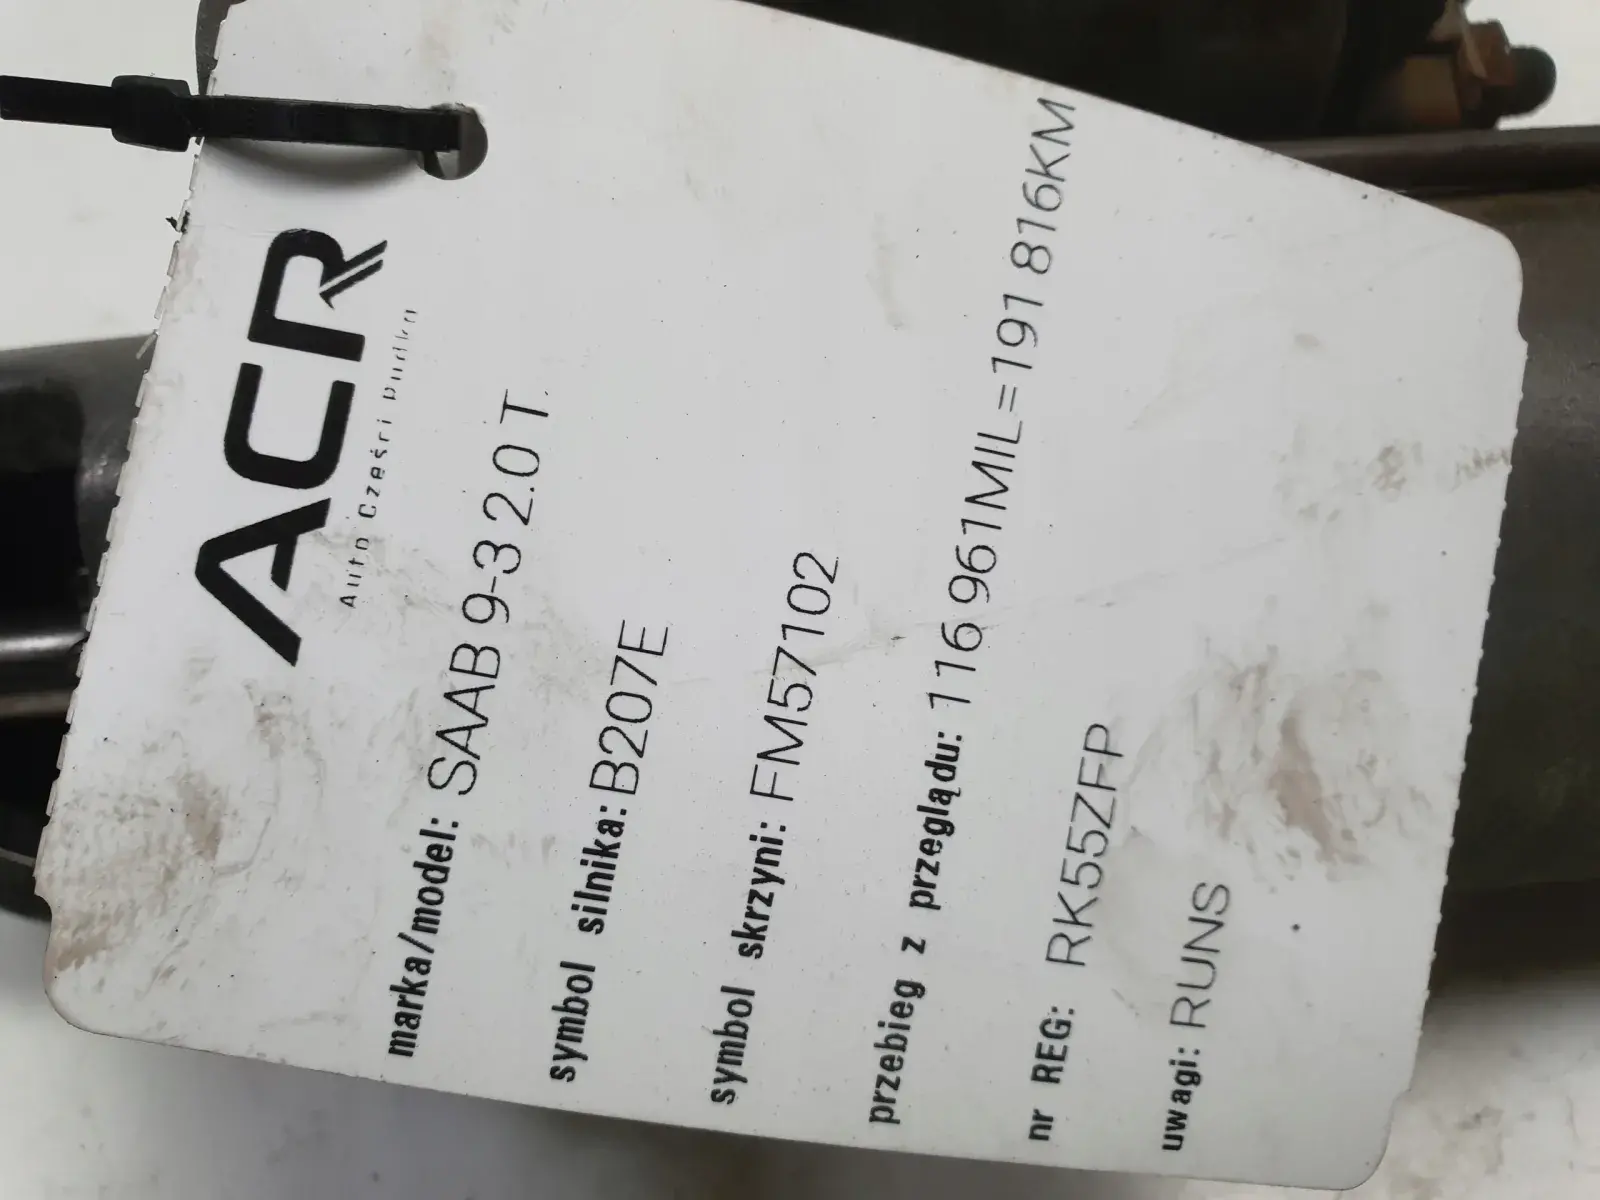 ACR
Auto Części Rudka
marka/model: SAAB 9-3 2.0 T
symbol silnika: B207E
symbol skrzyni: FM57102
przebieg z przeglądu: 116 961MIL=191 816KM
nr REG: RK55ZFP
uwagi: RUNS